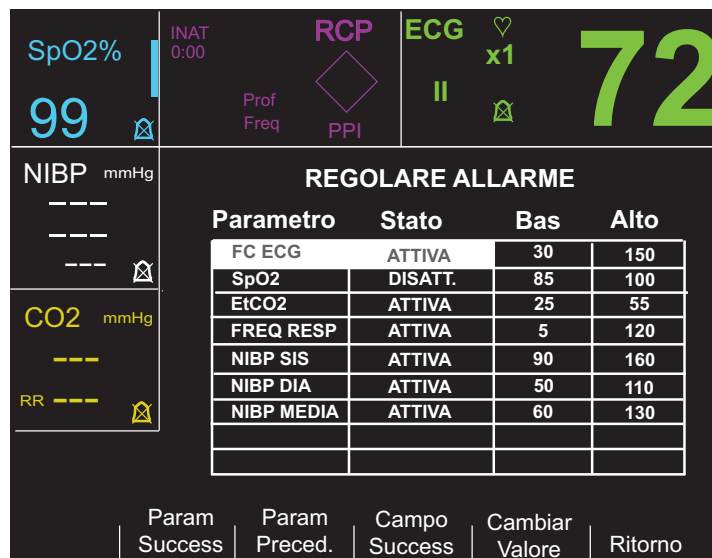 SpO2%
99
INAT
0:00
RCP
Prof
Freq
PPI
ECG
x1
II
72
NIBP mmHg
---
---
---
CO2 mmHg
---
RR ---
REGOLARE ALLARME
Parametro Stato Bas Alto
FC ECG ATTIVA 30 150
SpO2 DISATT. 85 100
EtCO2 ATTIVA 25 55
FREQ RESP ATTIVA 5 120
NIBP SIS ATTIVA 90 160
NIBP DIA ATTIVA 50 110
NIBP MEDIA ATTIVA 60 130
Param Success
Param Preced.
Campo Success
Cambiar Valore
Ritorno